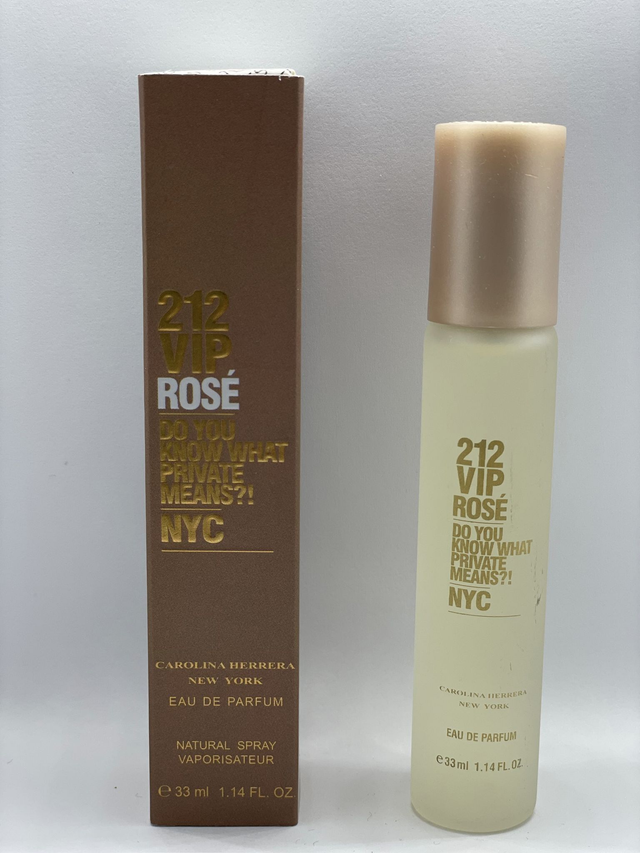 212
VIP
ROSÉ
DO YOU
KNOW WHAT
PRIVATE
MEANS?!
NYC
CAROLINA HERRERA
NEW YORK
EAU DE PARFUM
NATURAL SPRAY
VAPORISATEUR
℮ 33 ml 1.14 FL. OZ.
212
VIP
ROSÉ
DO YOU
KNOW WHAT
PRIVATE
MEANS?!
NYC
CAROLINA HERRERA
NEW YORK
EAU DE PARFUM
℮33ml 1.14 FL.OZ.